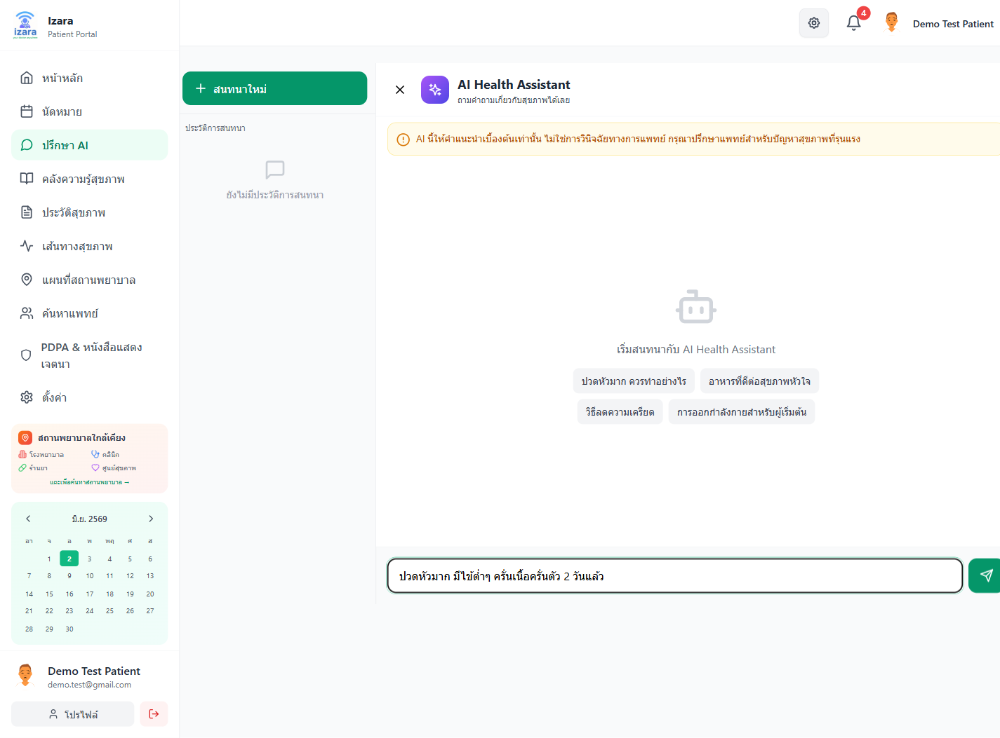 izara
Izara
Patient Portal
4
Demo Test Patient
หน้าหลัก
นัดหมาย
ปรึกษา AI
คลังความรู้สุขภาพ
ประวัติสุขภาพ
เส้นทางสุขภาพ
แผนที่สถานพยาบาล
ค้นหาแพทย์
PDPA & หนังสือแสดง
เจตนา
ตั้งค่า
สถานพยาบาลใกล้เคียง
โรงพยาบาล
คลินิก
ร้านยา
ศูนย์สุขภาพ
แตะเพื่อค้นหาสถานพยาบาล →
มิ.ย. 2569
อา จ อ พ พฤ ศ ส
1 2 3 4 5 6
7 8 9 10 11 12 13
14 15 16 17 18 19 20
21 22 23 24 25 26 27
28 29 30
Demo Test Patient
demo.test@gmail.com
โปรไฟล์
สนทนาใหม่
ประวัติการสนทนา
ยังไม่มีประวัติการสนทนา
AI Health Assistant
ถามคำถามเกี่ยวกับสุขภาพได้เลย
AI นี้ให้คำแนะนำเบื้องต้นเท่านั้น ไม่ใช่การวินิจฉัยทางการแพทย์ กรุณาปรึกษาแพทย์สำหรับปัญหาสุขภาพที่รุนแรง
เริ่มสนทนากับ AI Health Assistant
ปวดหัวมาก ควรทำอย่างไร
อาหารที่ดีต่อสุขภาพหัวใจ
วิธีลดความเครียด
การออกกำลังกายสำหรับผู้เริ่มต้น
ปวดหัวมาก มีไข้ต่ำๆ ครั่นเนื้อครั่นตัว 2 วันแล้ว